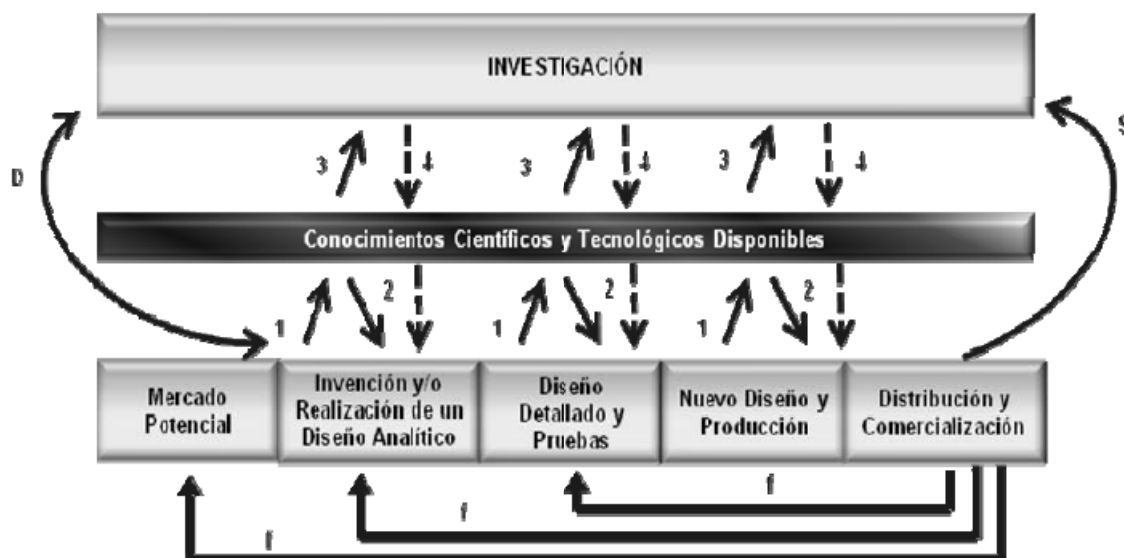 INVESTIGACIÓN
S
D
3
4
3
4
3
4
Conocimientos Científicos y Tecnológicos Disponibles
1
2
1
2
1
2
Mercado
Potencial
Invención y/o
Realización de un
Diseño Analítico
Diseño
Detallado y
Pruebas
Nuevo Diseño y
Producción
Distribución y
Comercialización
f
f
f